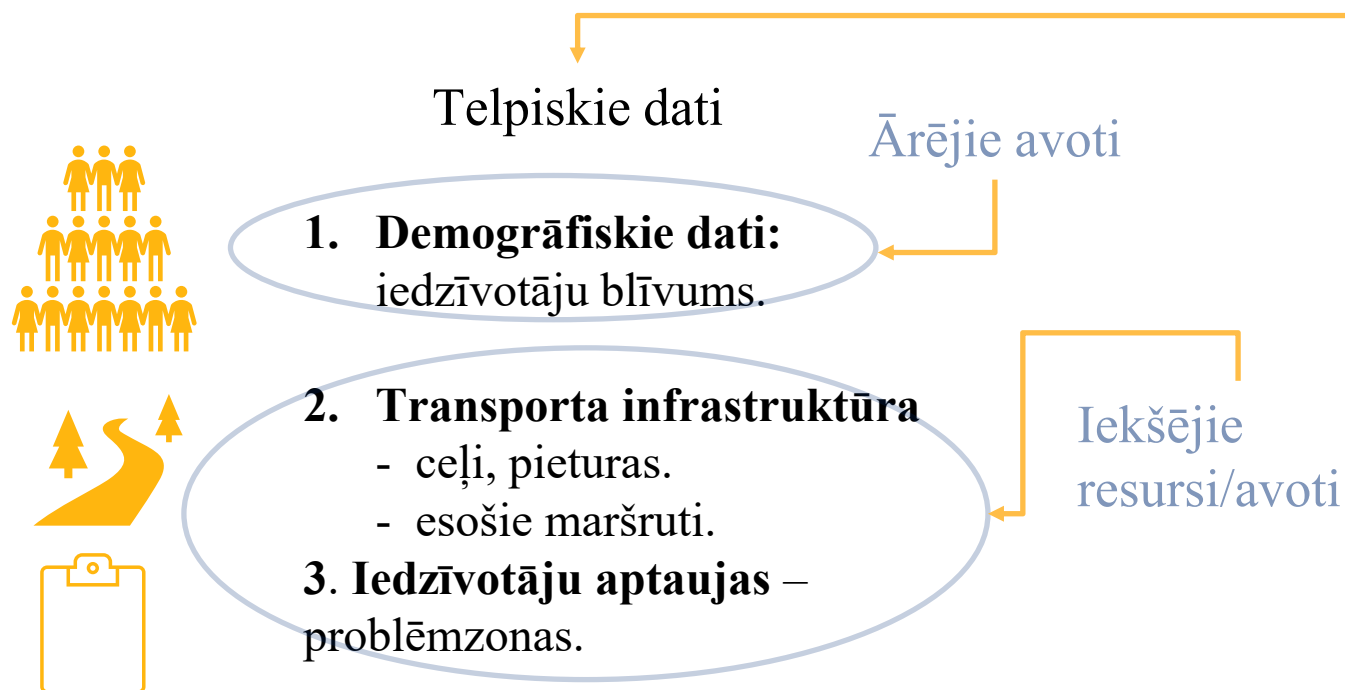 Telpiskie dati
Ārējie avoti
1. Demogrāfiskie dati:
iedzīvotāju blīvums.
2. Transporta infrastruktūra
- ceļi, pieturas.
- esošie maršruti.
3. Iedzīvotāju aptaujas –
problēmzonas.
Iekšējie
resursi/avoti